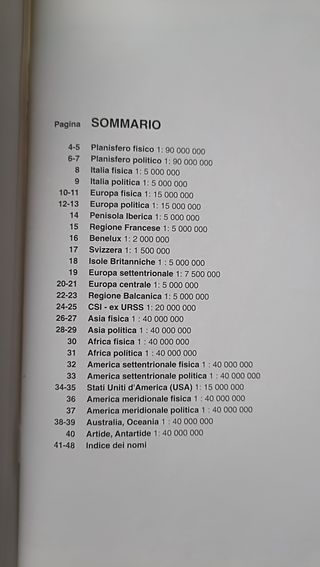 Pagina SOMMARIO
4-5 Planisfero fisico 1: 90 000 000
6-7 Planisfero politico 1: 90 000 000
8 Italia fisica 1: 5 000 000
9 Italia politica 1: 5 000 000
10-11 Europa fisica 1: 15 000 000
12-13 Europa politica 1: 15 000 000
14 Penisola Iberica 1: 5 000 000
15 Regione Francese 1: 5 000 000
16 Benelux 1: 2 000 000
17 Svizzera 1: 1 500 000
18 Isole Britanniche 1 : 5 000 000
19 Europa settentrionale 1: 7 500 000
20-21 Europa centrale 1: 5 000 000
22-23 Regione Balcanica 1: 5 000 000
24-25 CSI - ex URSS 1: 20 000 000
26-27 Asia fisica 1 : 40 000 000
28-29 Asia politica 1 : 40 000 000
30 Africa fisica 1 : 40 000 000
31 Africa politica 1 : 40 000 000
32 America settentrionale fisica 1 : 40 000 000
33 America settentrionale politica 1 : 40 000 000
34-35 Stati Uniti d'America (USA) 1: 15 000 000
36 America meridionale fisica 1 : 40 000 000
37 America meridionale politica 1 : 40 000 000
38-39 Australia, Oceania 1 : 40 000 000
40 Artide, Antartide 1: 40 000 000
41-48 Indice dei nomi